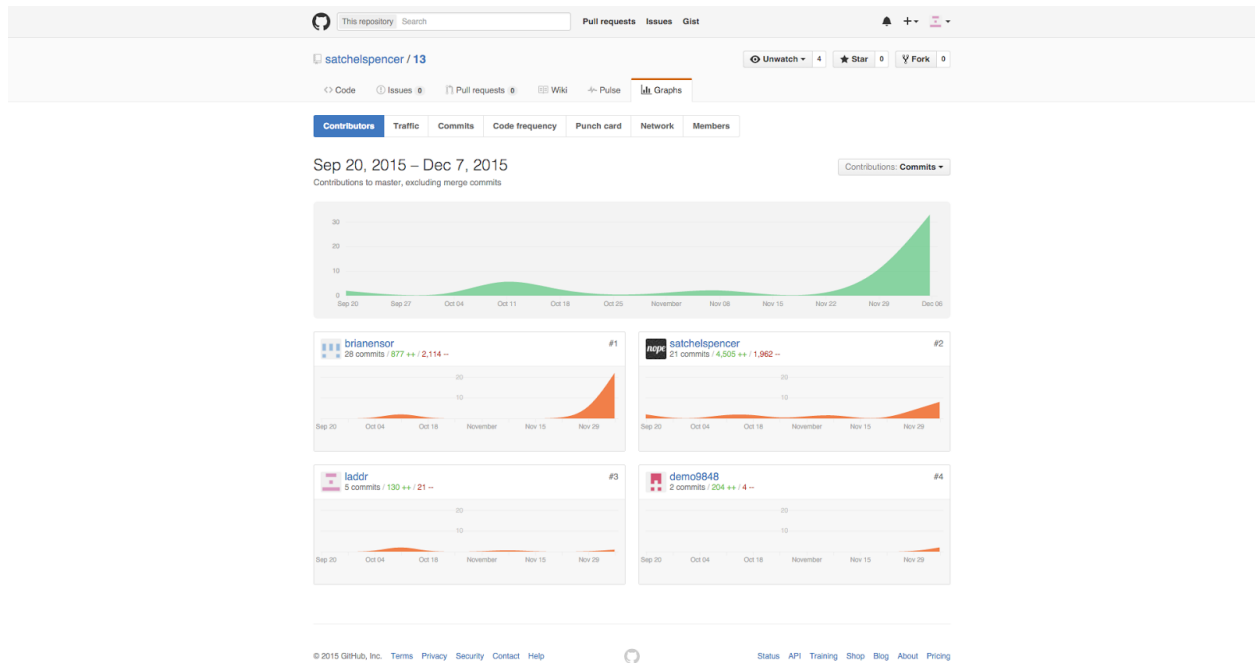 This repository Search Pull requests Issues Gist
satchelspencer / 13 Unwatch 4 Star 0 Fork 0
Code Issues 0 Pull requests 0 Wiki Pulse Graphs
Contributors Traffic Commits Code frequency Punch card Network Members
Sep 20, 2015 – Dec 7, 2015 Contributions: Commits
Contributions to master, excluding merge commits
30
20
10
0
Sep 20 Sep 27 Oct 04 Oct 11 Oct 18 Oct 25 November Nov 08 Nov 15 Nov 22 Nov 29 Dec 06
brianensor #1
28 commits / 877 ++ / 2,114 --
20
10
Sep 20 Oct 04 Oct 18 November Nov 15 Nov 29
nope satchelspencer #2
21 commits / 4,505 ++ / 1,962 --
20
10
Sep 20 Oct 04 Oct 18 November Nov 15 Nov 29
laddr #3
5 commits / 130 ++ / 21 --
20
10
Sep 20 Oct 04 Oct 18 November Nov 15 Nov 29
demo9848 #4
2 commits / 204 ++ / 4 --
20
10
Sep 20 Oct 04 Oct 18 November Nov 15 Nov 29
© 2015 GitHub, Inc. Terms Privacy Security Contact Help Status API Training Shop Blog About Pricing